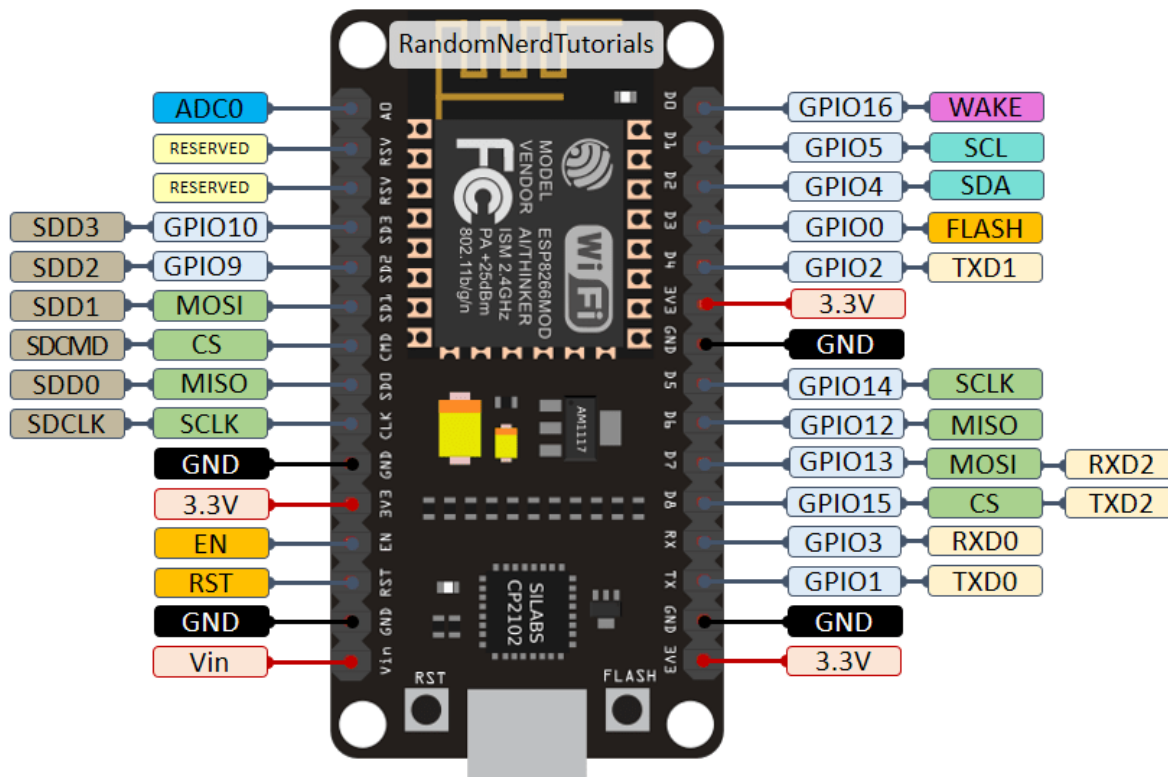 RandomNerdTutorials
ADC0
RESERVED
RESERVED
SDD3 GPIO10
SDD2 GPIO9
SDD1 MOSI
SDCMD CS
SDD0 MISO
SDCLK SCLK
GND
3.3V
EN
RST
GND
Vin
A0
RSV
RSV
SD3
SD2
SD1
CMD
SD0
CLK
GND
3V3
EN
RST
GND
Vin
MODEL ESP8266MOD
VENDOR AI/THINKER
ISM 2.4GHz
PA +25dBm
802.11b/g/n
FC
Wi Fi
AM1117
SILABS
CP2102
RST
FLASH
D0
D1
D2
D3
D4
3V3
GND
D5
D6
D7
D8
RX
TX
GND
3V3
GPIO16 WAKE
GPIO5 SCL
GPIO4 SDA
GPIO0 FLASH
GPIO2 TXD1
3.3V
GND
GPIO14 SCLK
GPIO12 MISO
GPIO13 MOSI RXD2
GPIO15 CS TXD2
GPIO3 RXD0
GPIO1 TXD0
GND
3.3V